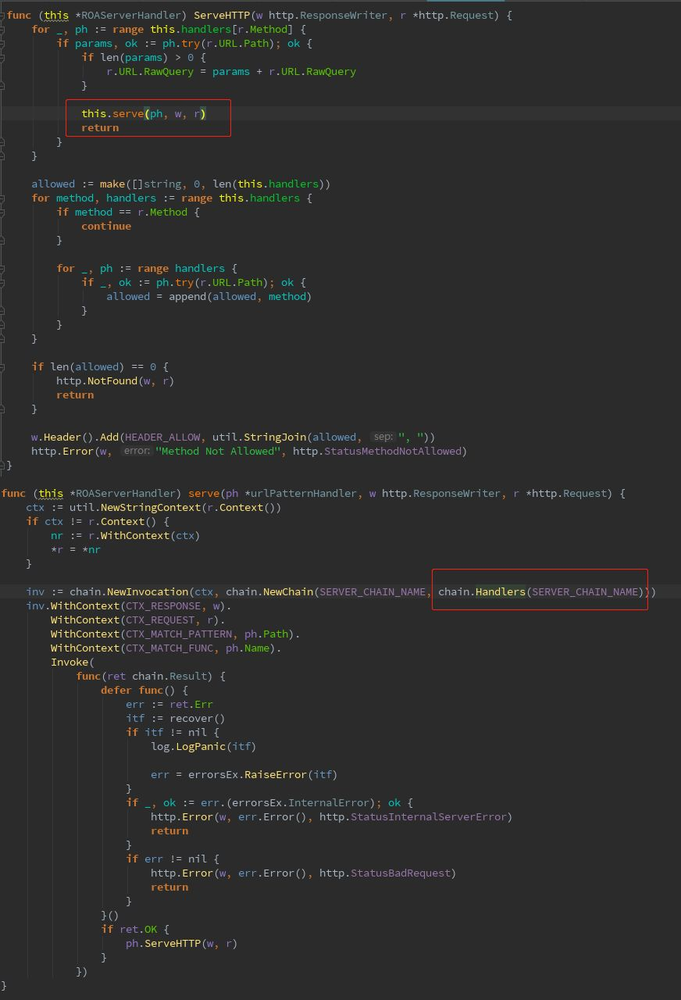 func (this *ROAServerHandler) ServeHTTP(w http.ResponseWriter, r *http.Request) {
    for _, ph := range this.handlers[r.Method] {
        if params, ok := ph.try(r.URL.Path); ok {
            if len(params) > 0 {
                r.URL.RawQuery = params + r.URL.RawQuery
            }

            this.serve(ph, w, r)
            return
        }
    }

    allowed := make([]string, 0, len(this.handlers))
    for method, handlers := range this.handlers {
        if method == r.Method {
            continue
        }

        for _, ph := range handlers {
            if _, ok := ph.try(r.URL.Path); ok {
                allowed = append(allowed, method)
            }
        }
    }

    if len(allowed) == 0 {
        http.NotFound(w, r)
        return
    }

    w.Header().Add(HEADER_ALLOW, util.StringJoin(allowed, sep: ", "))
    http.Error(w, error: "Method Not Allowed", http.StatusMethodNotAllowed)
}

func (this *ROAServerHandler) serve(ph *urlPatternHandler, w http.ResponseWriter, r *http.Request) {
    ctx := util.NewStringContext(r.Context())
    if ctx != r.Context() {
        nr := r.WithContext(ctx)
        *r = *nr
    }

    inv := chain.NewInvocation(ctx, chain.NewChain(SERVER_CHAIN_NAME, chain.Handlers(SERVER_CHAIN_NAME)))
    inv.WithContext(CTX_RESPONSE, w).
        WithContext(CTX_REQUEST, r).
        WithContext(CTX_MATCH_PATTERN, ph.Path).
        WithContext(CTX_MATCH_FUNC, ph.Name).
        Invoke(
            func(ret chain.Result) {
                defer func() {
                    err := ret.Err
                    itf := recover()
                    if itf != nil {
                        log.LogPanic(itf)

                        err = errorsEx.RaiseError(itf)
                    }
                    if _, ok := err.(errorsEx.InternalError); ok {
                        http.Error(w, err.Error(), http.StatusInternalServerError)
                        return
                    }
                    if err != nil {
                        http.Error(w, err.Error(), http.StatusBadRequest)
                        return
                    }
                }()
                if ret.OK {
                    ph.ServeHTTP(w, r)
                }
            })
}